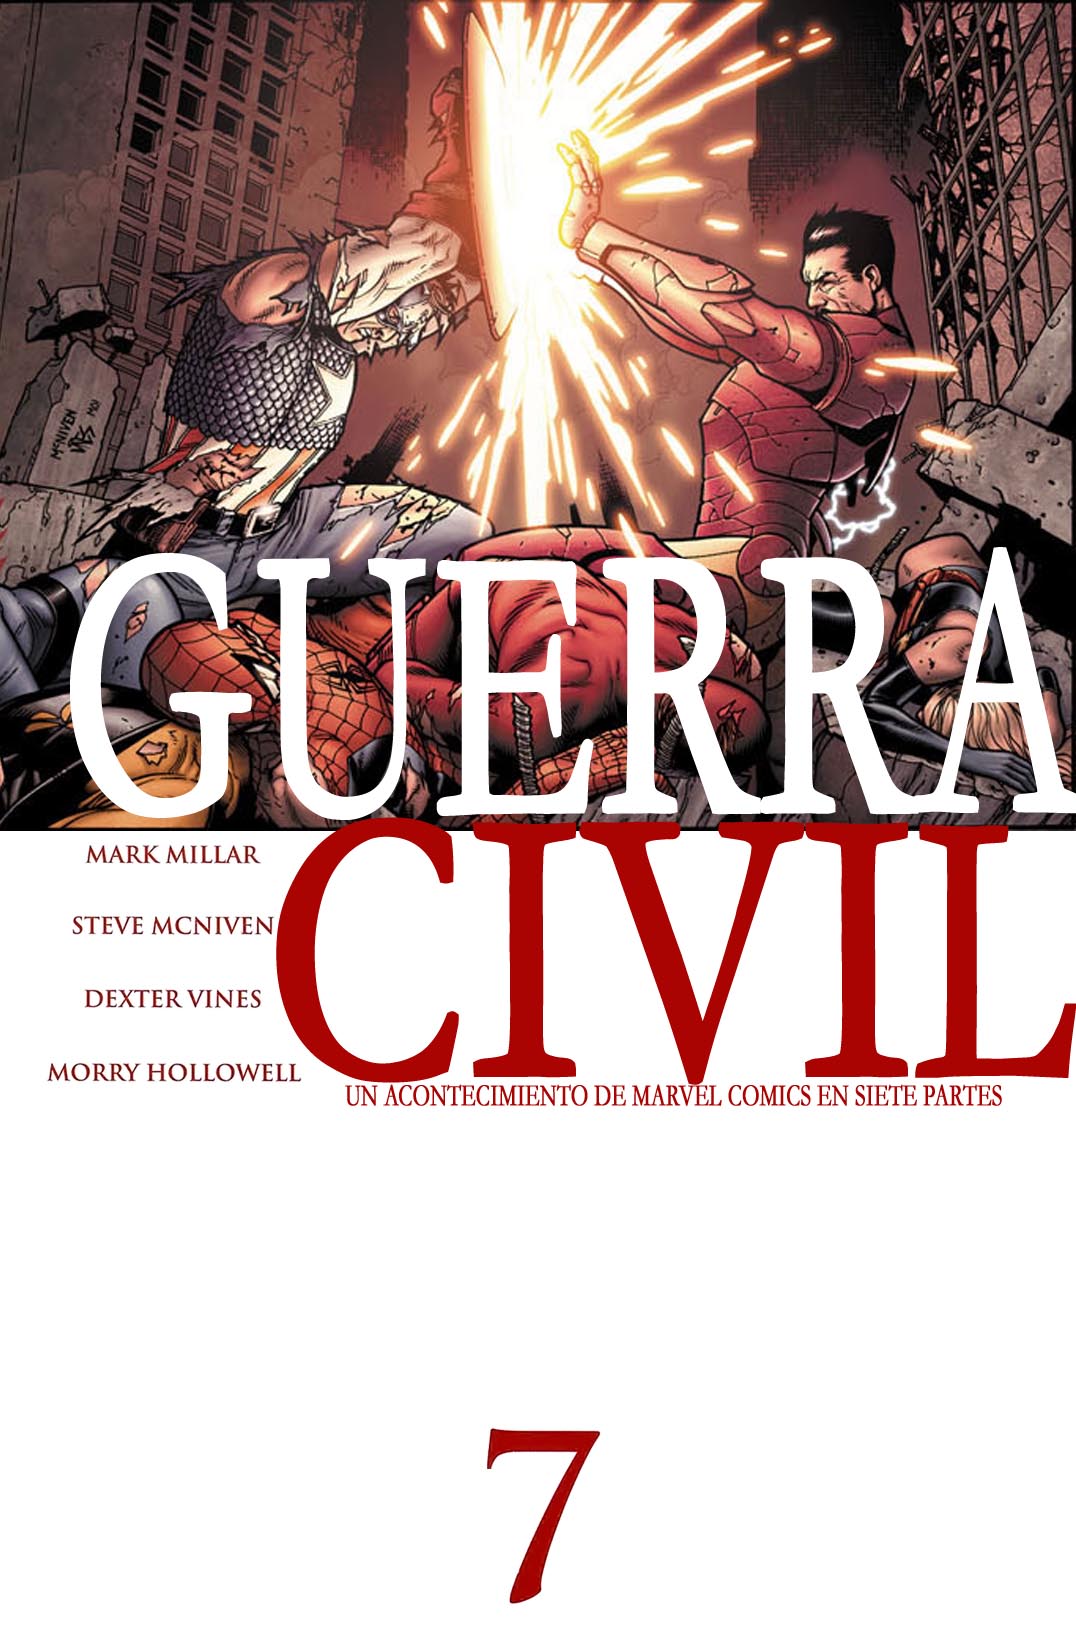 MCNIVEN
GUERRA
CIVIL
MARK MILLAR
STEVE MCNIVEN
DEXTER VINES
MORRY HOLLOWELL
UN ACONTECIMIENTO DE MARVEL COMICS EN SIETE PARTES
7